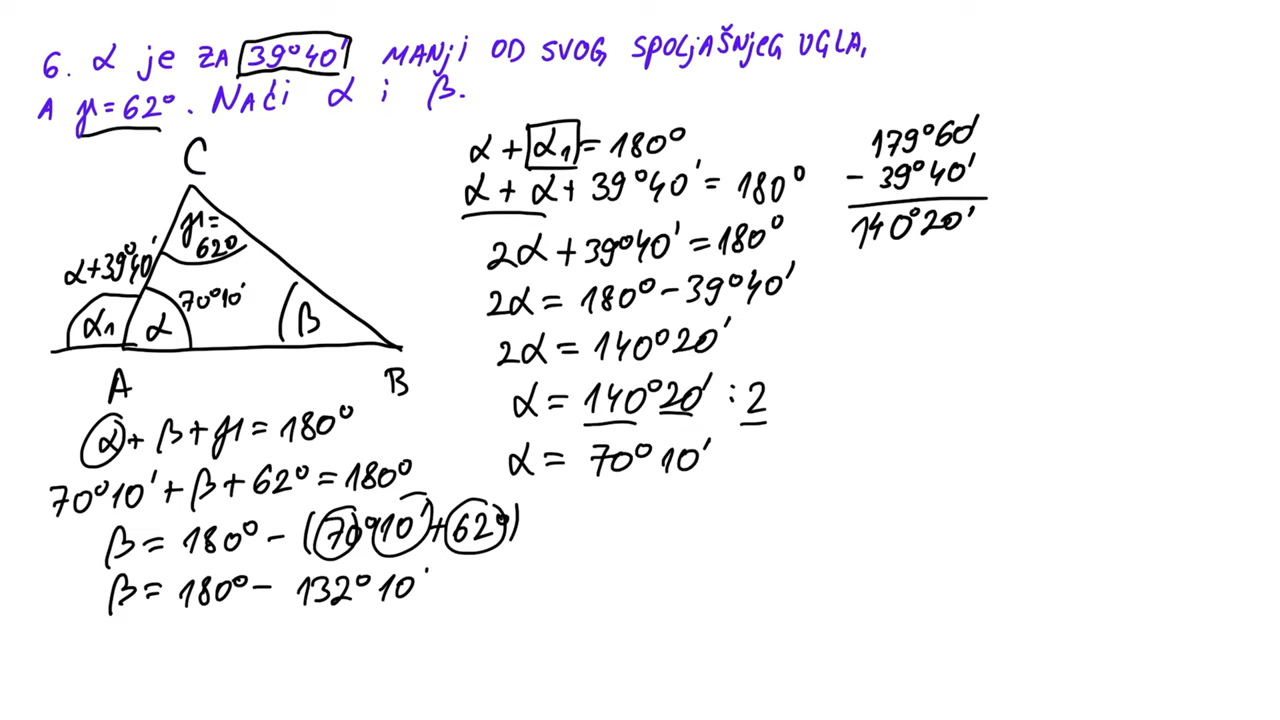 6. α je ZA 39°40' MANJI OD SVOG SPOLJAŠNJEG UGLA,
A γ = 62°. NAĆI α i β.
C
γ =
62°
α+39°40'
70°10'
α₁
α
β
A
B
α + β + γ = 180°
70°10' + β + 62° = 180°
β = 180° - (70°10' + 62°)
β = 180° - 132°10'
α + α₁ = 180°
α + α + 39°40' = 180°
2α + 39°40' = 180°
2α = 180° - 39°40'
2α = 140°20'
α = 140°20' : 2
α = 70°10'
179°60'
- 39°40'
140°20'